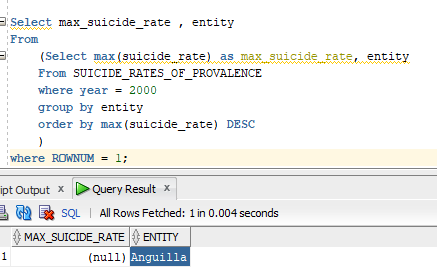 Select max_suicide_rate , entity
From
(Select max(suicide_rate) as max_suicide_rate, entity
From SUICIDE_RATES_OF_PROVALENCE
where year = 2000
group by entity
order by max(suicide_rate) DESC
)
where ROWNUM = 1;
ipt Output x Query Result x
SQL | All Rows Fetched: 1 in 0.004 seconds
MAX_SUICIDE_RATE ENTITY
1 (null) Anguilla